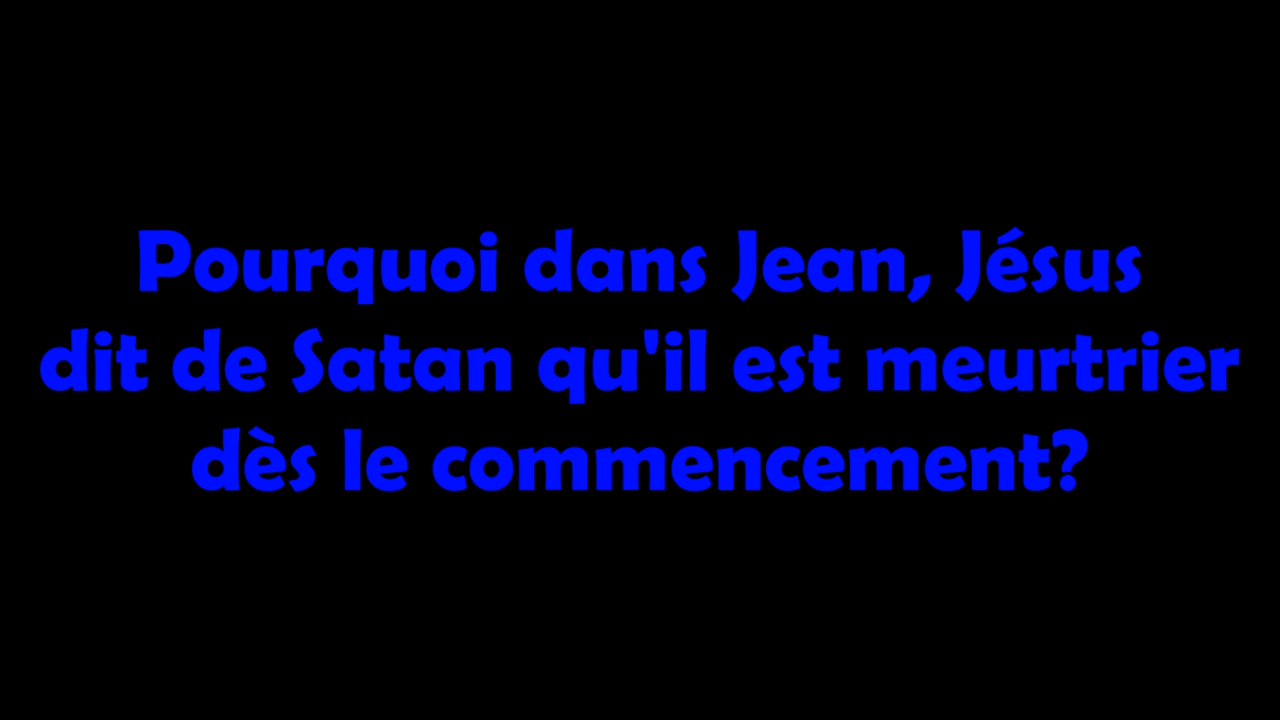 Pourquoi dans Jean, Jésus
dit de Satan qu'il est meurtrier
dès le commencement?